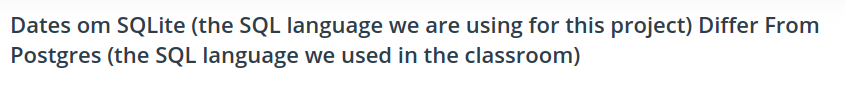 Dates om SQLite (the SQL language we are using for this project) Differ From
Postgres (the SQL language we used in the classroom)